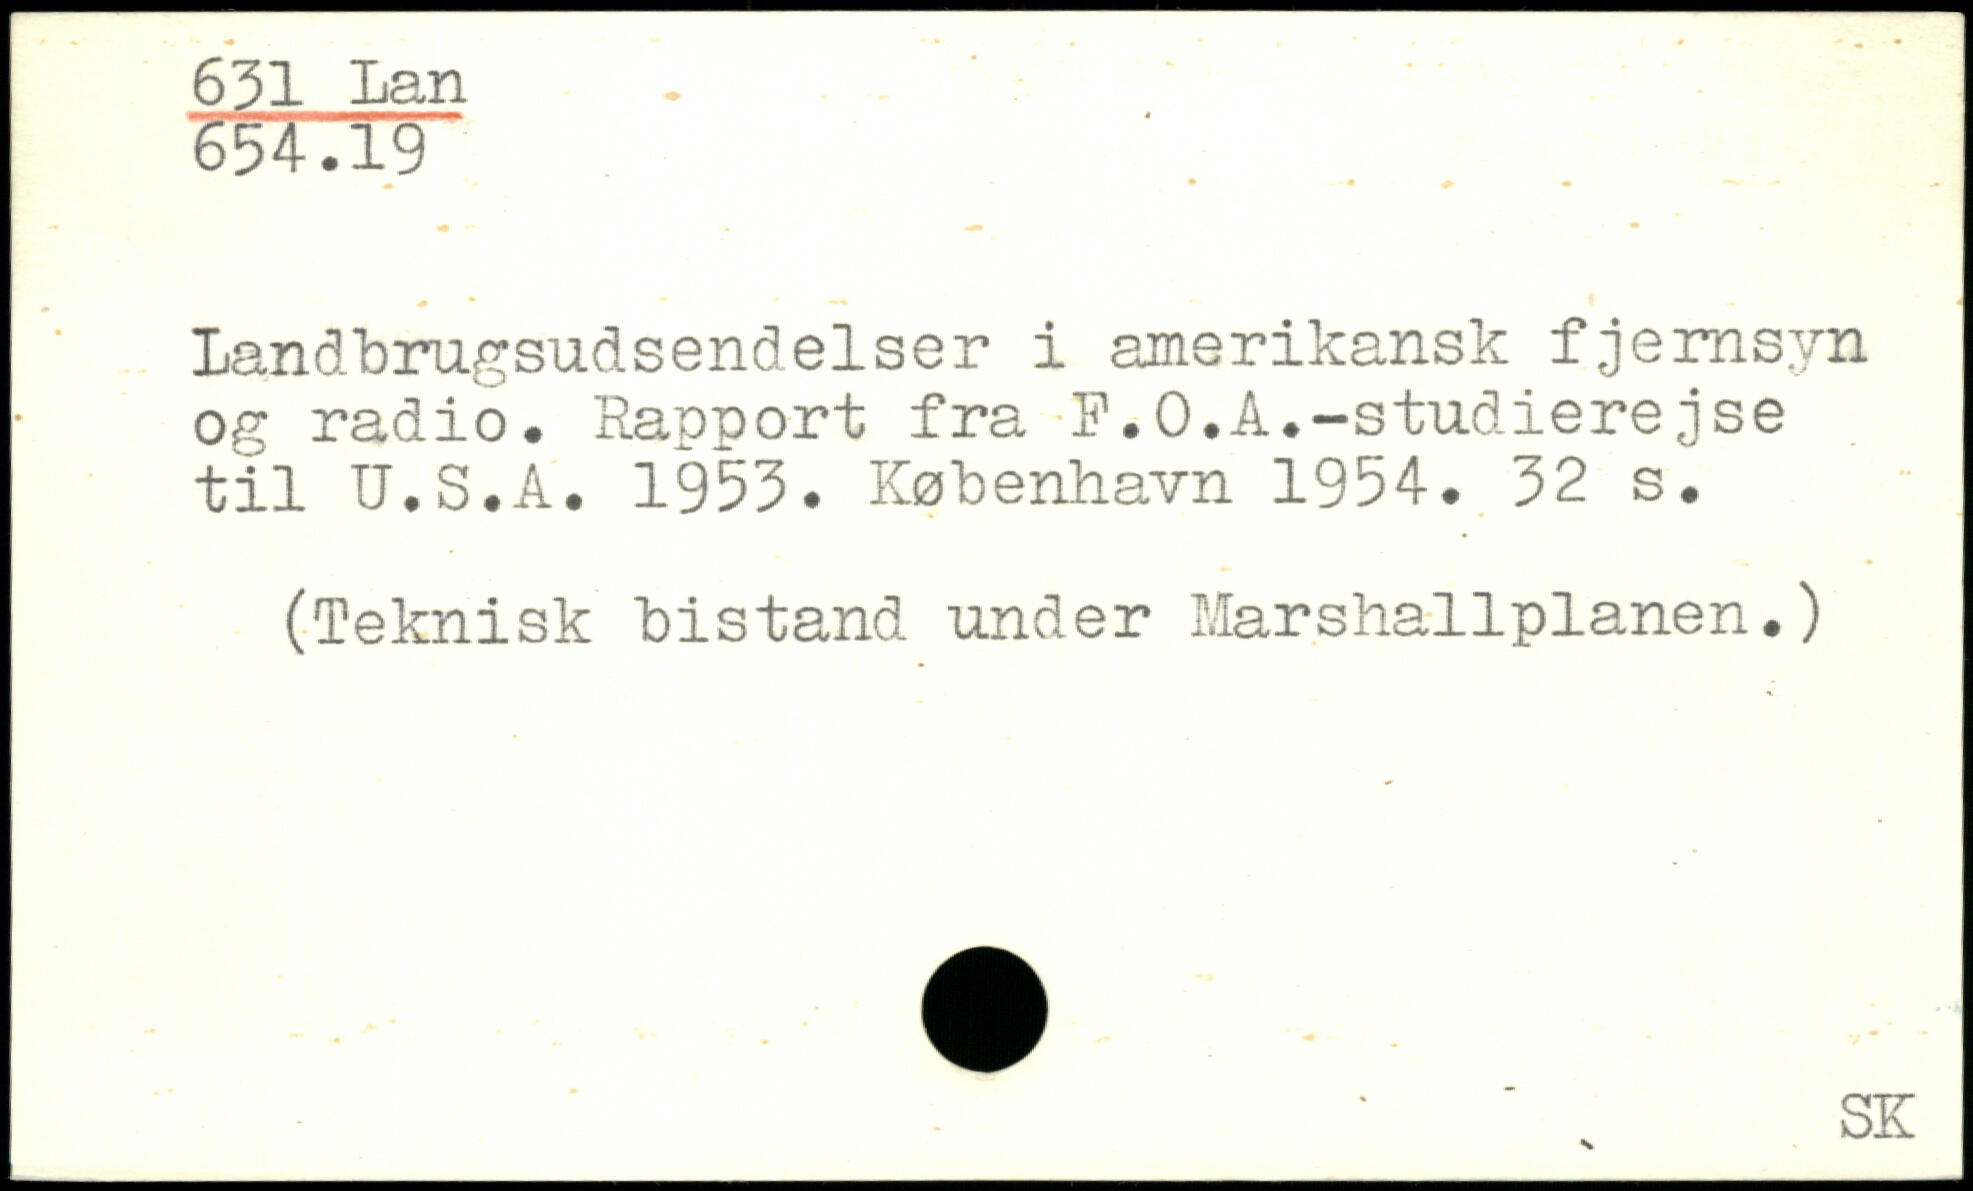 631 Lan
654.19
Landbrugsudsendelser i amerikansk fjernsyn
og radio. Rapport fra F.O.A.-studierejse
til U.S.A. 1953. København 1954. 32 s.
(Teknisk bistand under Marshallplanen.)
SK